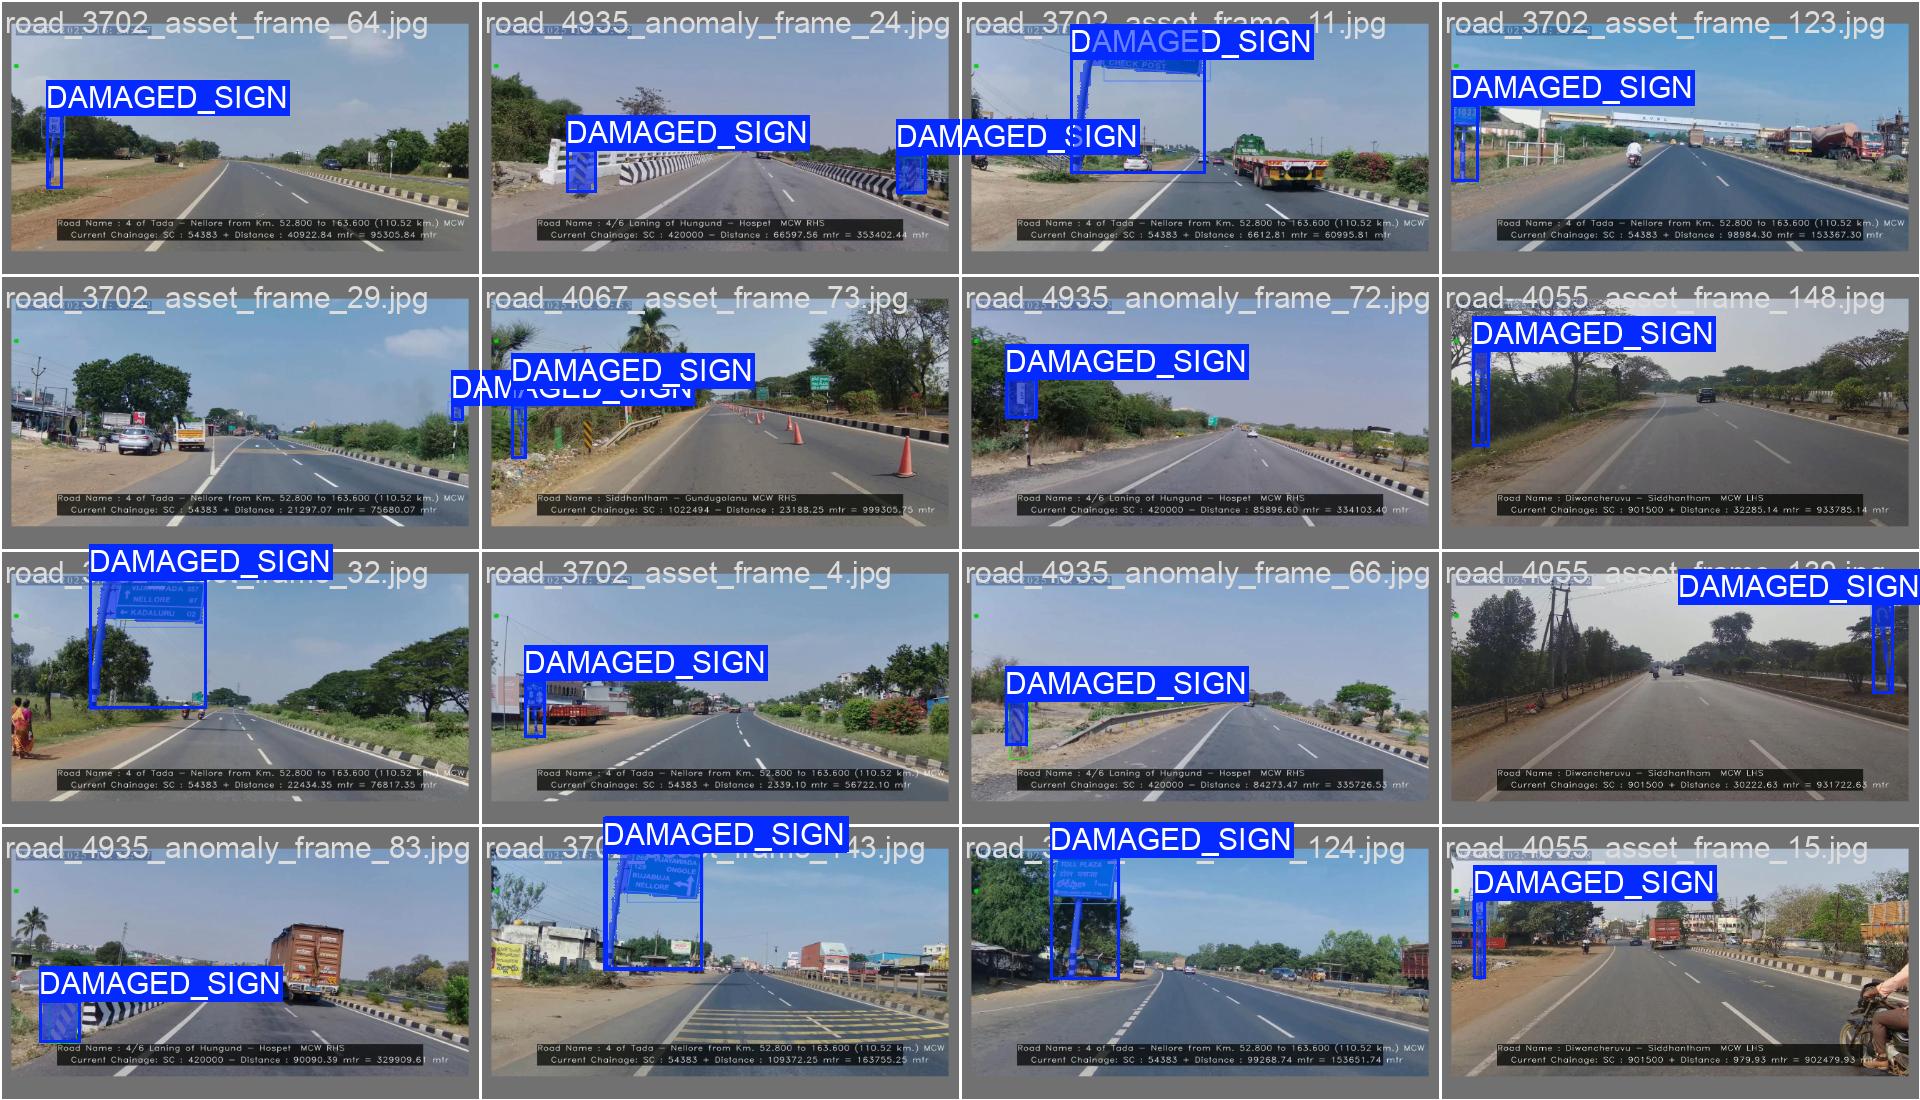 road_3702_asset_frame_64.jpg
DAMAGED_SIGN
Road Name : 4 of Tada - Nellore from Km. 52.800 to 163.600 (110.52 km.) MCW
Current Chainage: SC : 54383 + Distance : 40922.84 mtr = 95305.84 mtr
road_4935_anomaly_frame_24.jpg
DAMAGED_SIGN
DAMAGED_SIGN
Road Name : 4/6 Laning of Hungund - Hospet MCW RHS
Current Chainage: SC : 420000 - Distance : 66597.56 mtr = 353402.44 mtr
road_3702_asset_frame_11.jpg
DAMAGED_SIGN
CHECK POST
Road Name : 4 of Tada - Nellore from Km. 52.800 to 163.600 (110.52 km.) MCW
Current Chainage: SC : 54383 + Distance : 6612.81 mtr = 60995.81 mtr
road_3702_asset_frame_123.jpg
DAMAGED_SIGN
Road Name : 4 of Tada - Nellore from Km. 52.800 to 163.600 (110.52 km.) MCW
Current Chainage: SC : 54383 + Distance : 98984.30 mtr = 153367.30 mtr
road_3702_asset_frame_29.jpg
DAMAGED_SIGN
Road Name : 4 of Tada - Nellore from Km. 52.800 to 163.600 (110.52 km.) MCW
Current Chainage: SC : 54383 + Distance : 21297.07 mtr = 75680.07 mtr
road_4067_asset_frame_73.jpg
DAMAGED_SIGN
Road Name : Siddhantham - Gundugolanu MCW RHS
Current Chainage: SC : 1022494 - Distance : 23188.25 mtr = 999305.75 mtr
road_4935_anomaly_frame_72.jpg
DAMAGED_SIGN
Road Name : 4/6 Laning of Hungund - Hospet MCW RHS
Current Chainage: SC : 420000 - Distance : 85896.60 mtr = 334103.40 mtr
road_4055_asset_frame_148.jpg
DAMAGED_SIGN
Road Name : Diwancheruvu - Siddhantham MCW LHS
Current Chainage: SC : 901500 + Distance : 32285.14 mtr = 933785.14 mtr
DAMAGED_SIGN
_32.jpg
NELLORE 87
KADALURU 02
Road Name : 4 of Tada - Nellore from Km. 52.800 to 163.600 (110.52 km.) MCW
Current Chainage: SC : 54383 + Distance : 22434.35 mtr = 76817.35 mtr
road_3702_asset_frame_4.jpg
DAMAGED_SIGN
Road Name : 4 of Tada - Nellore from Km. 52.800 to 163.600 (110.52 km.) MCW
Current Chainage: SC : 54383 + Distance : 2339.10 mtr = 56722.10 mtr
road_4935_anomaly_frame_66.jpg
DAMAGED_SIGN
Road Name : 4/6 Laning of Hungund - Hospet MCW RHS
Current Chainage: SC : 420000 - Distance : 84273.47 mtr = 335726.53 mtr
road_4055_asset_frame_139.jpg
DAMAGED_SIGN
Road Name : Diwancheruvu - Siddhantham MCW LHS
Current Chainage: SC : 901500 + Distance : 30222.63 mtr = 931722.63 mtr
road_4935_anomaly_frame_83.jpg
DAMAGED_SIGN
Road Name : 4/6 Laning of Hungund - Hospet MCW RHS
Current Chainage: SC : 420000 - Distance : 90090.39 mtr = 329909.61 mtr
DAMAGED_SIGN
VIJAYAWADA
ONGOLE
BUJABUJA
NELLORE
Road Name : 4 of Tada - Nellore from Km. 52.800 to 163.600 (110.52 km.) MCW
Current Chainage: SC : 54383 + Distance : 109372.25 mtr = 163755.25 mtr
DAMAGED_SIGN
_124.jpg
TOLL PLAZA
टोल प्लाजा
Road Name : 4 of Tada - Nellore from Km. 52.800 to 163.600 (110.52 km.) MCW
Current Chainage: SC : 54383 + Distance : 99268.74 mtr = 153651.74 mtr
road_4055_asset_frame_15.jpg
DAMAGED_SIGN
Road Name : Diwancheruvu - Siddhantham MCW LHS
Current Chainage: SC : 901500 + Distance : 979.93 mtr = 902479.93 mtr